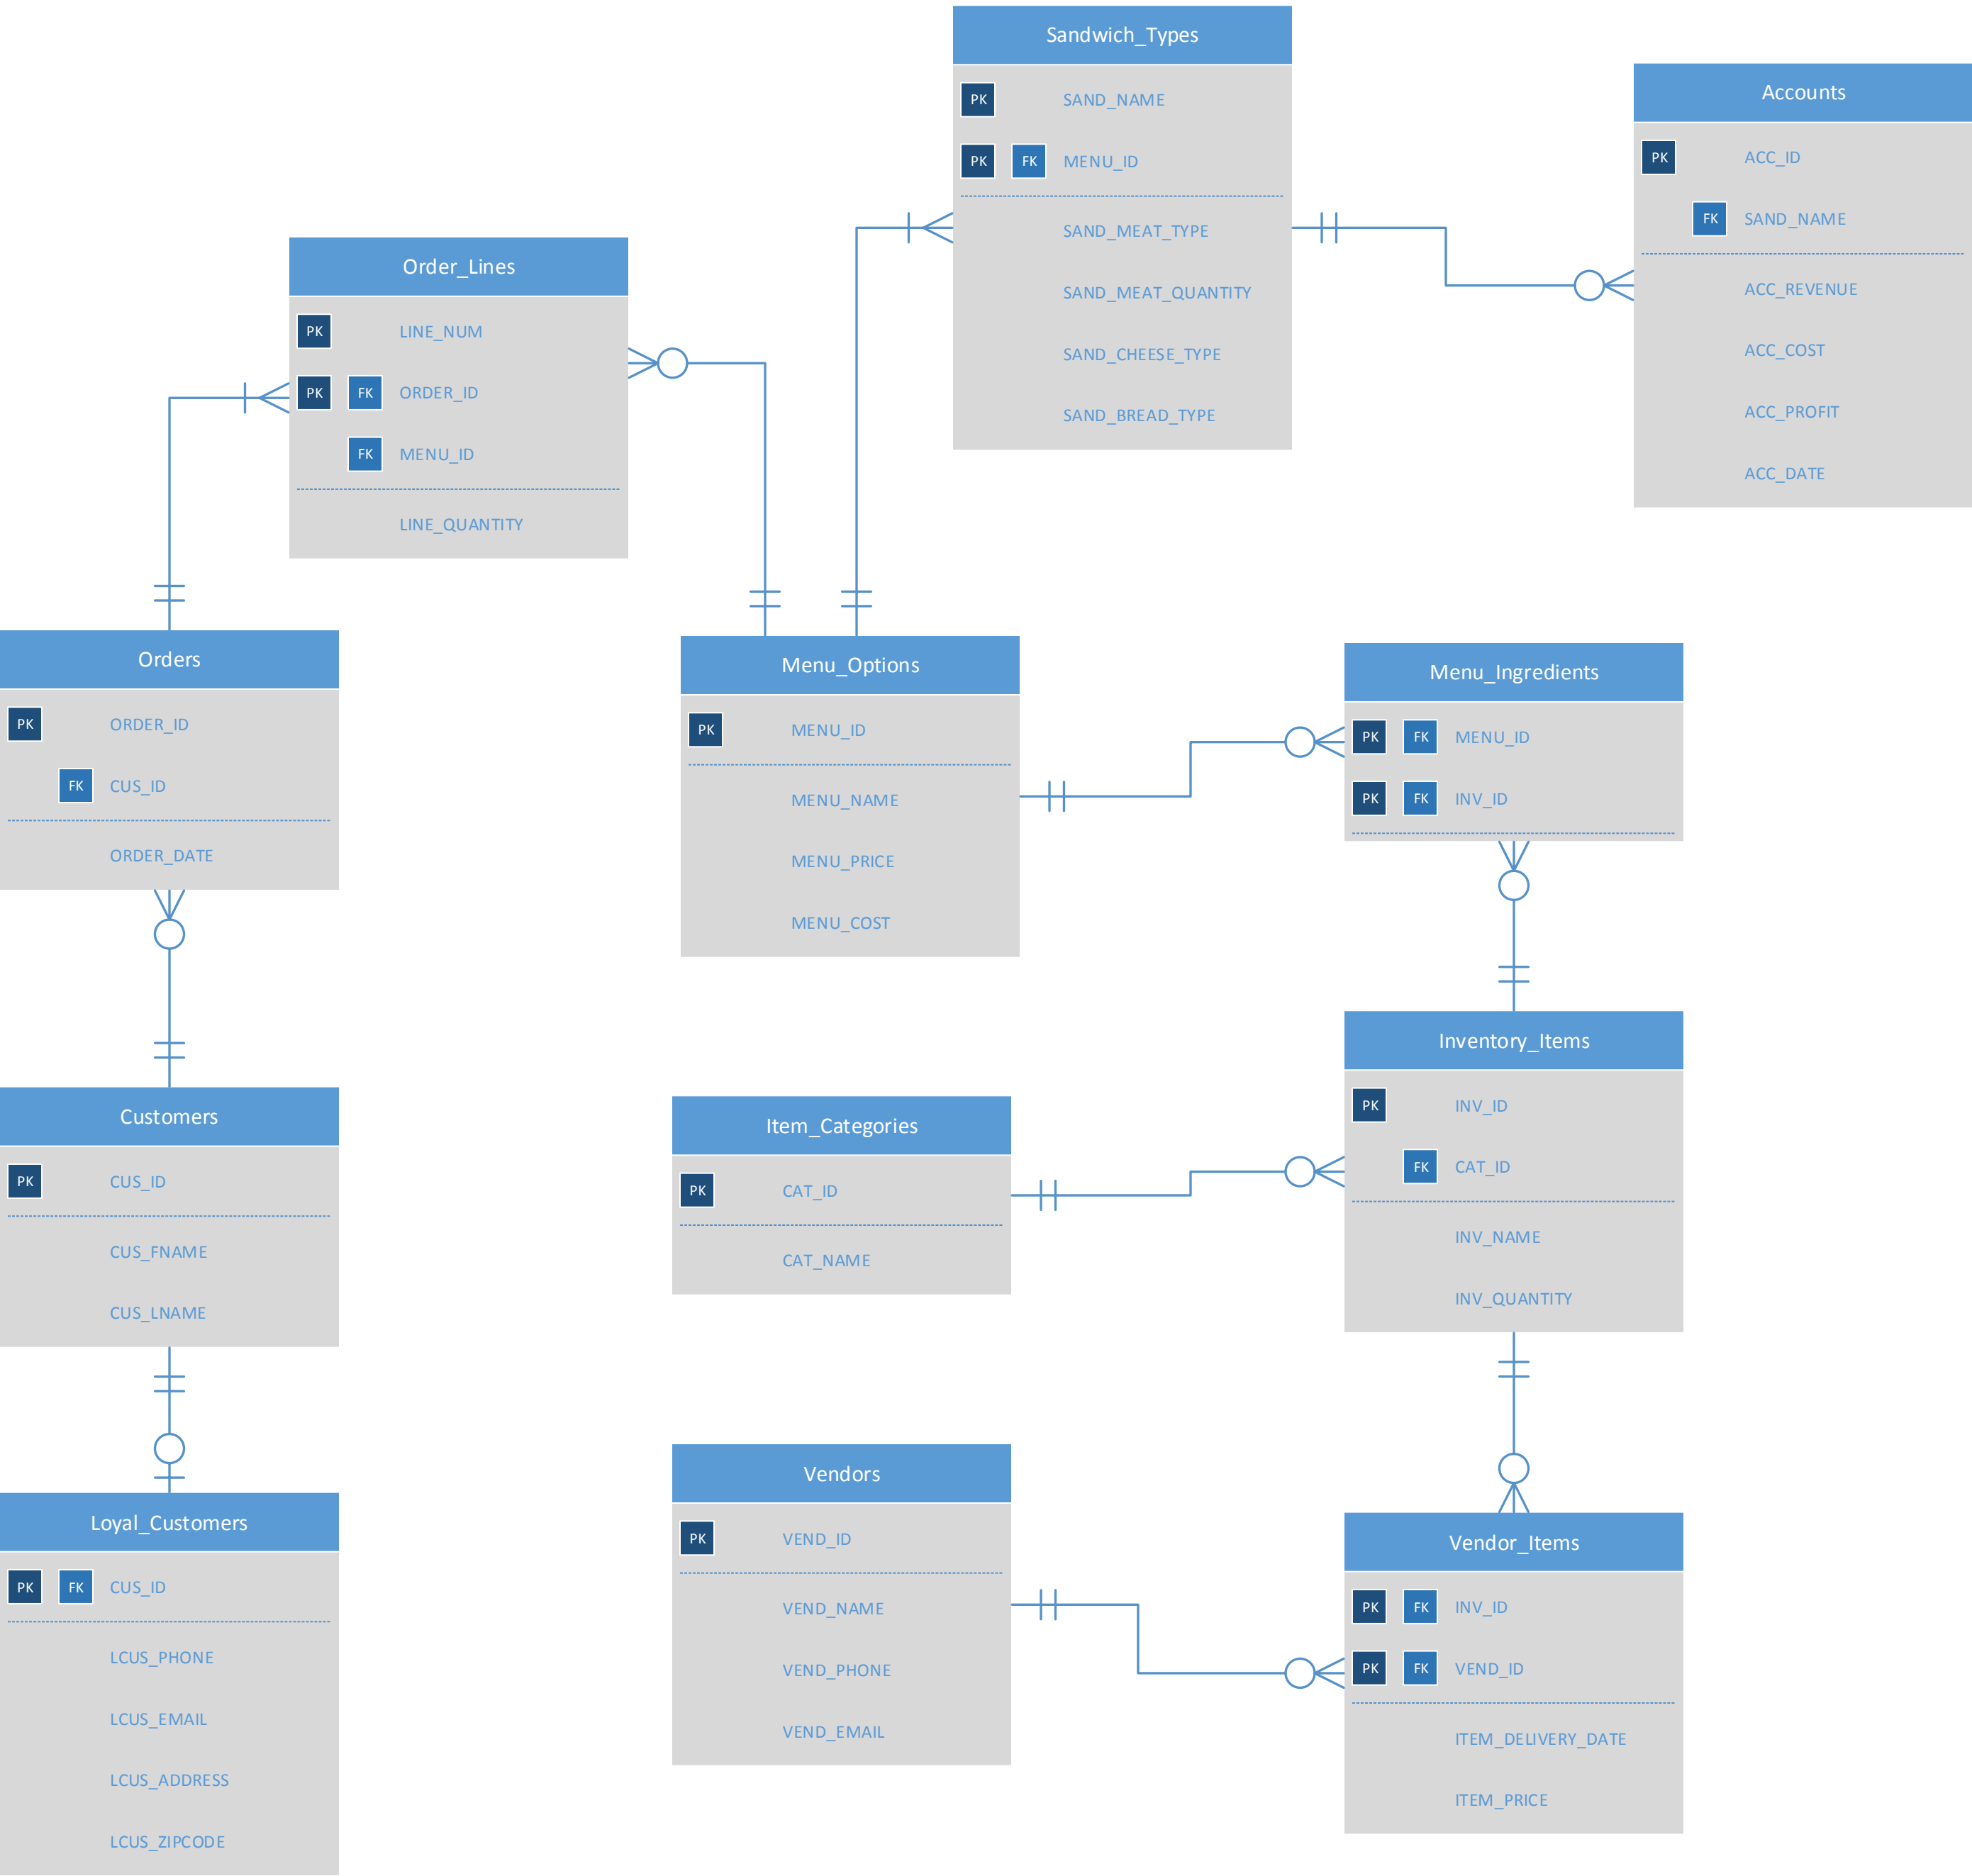 Sandwich_Types
PK SAND_NAME
PK FK MENU_ID
SAND_MEAT_TYPE
SAND_MEAT_QUANTITY
SAND_CHEESE_TYPE
SAND_BREAD_TYPE
Accounts
PK ACC_ID
FK SAND_NAME
ACC_REVENUE
ACC_COST
ACC_PROFIT
ACC_DATE
Order_Lines
PK LINE_NUM
PK FK ORDER_ID
FK MENU_ID
LINE_QUANTITY
Orders
PK ORDER_ID
FK CUS_ID
ORDER_DATE
Menu_Options
PK MENU_ID
MENU_NAME
MENU_PRICE
MENU_COST
Menu_Ingredients
PK FK MENU_ID
PK FK INV_ID
Customers
PK CUS_ID
CUS_FNAME
CUS_LNAME
Item_Categories
PK CAT_ID
CAT_NAME
Inventory_Items
PK INV_ID
FK CAT_ID
INV_NAME
INV_QUANTITY
Loyal_Customers
PK FK CUS_ID
LCUS_PHONE
LCUS_EMAIL
LCUS_ADDRESS
LCUS_ZIPCODE
Vendors
PK VEND_ID
VEND_NAME
VEND_PHONE
VEND_EMAIL
Vendor_Items
PK FK INV_ID
PK FK VEND_ID
ITEM_DELIVERY_DATE
ITEM_PRICE